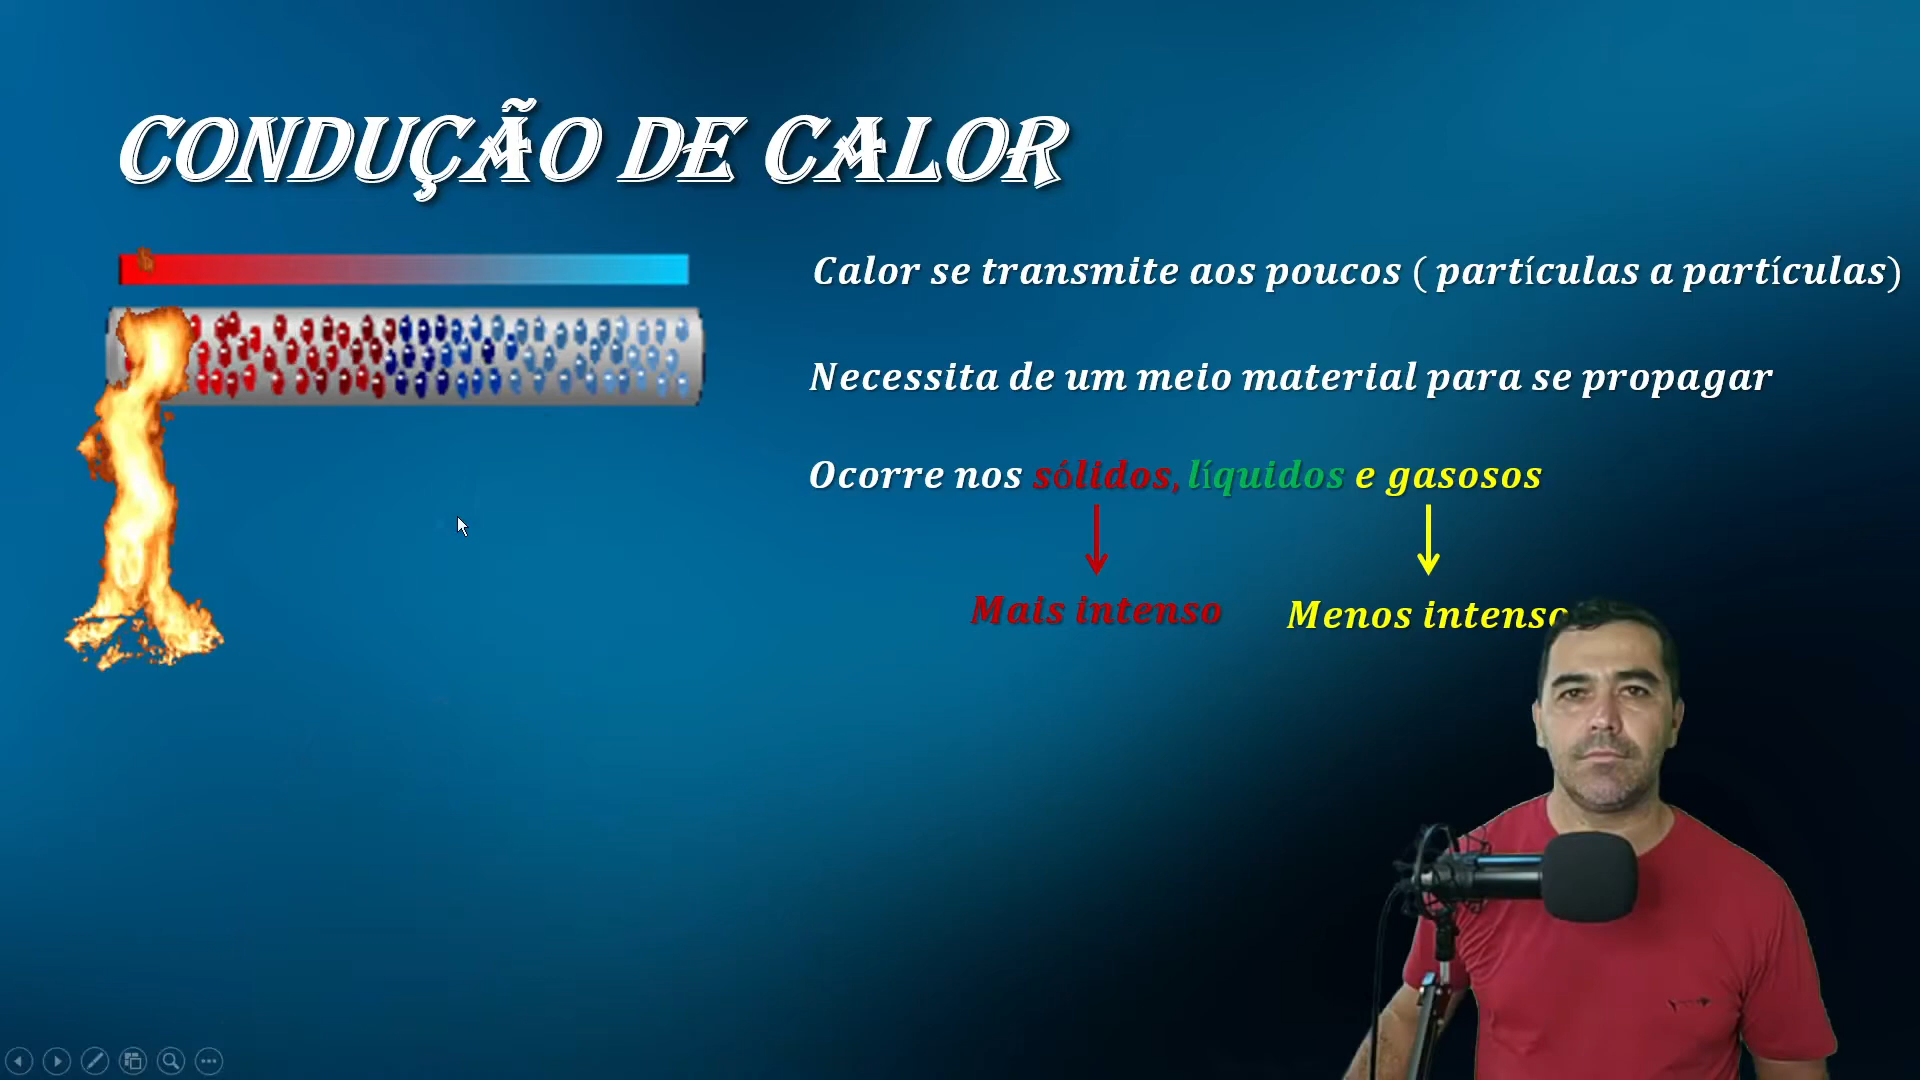 CONDUÇÃO DE CALOR
Calor se transmite aos poucos ( partículas a partículas)
Necessita de um meio material para se propagar
Ocorre nos sólidos, líquidos e gasosos
Mais intenso Menos intenso